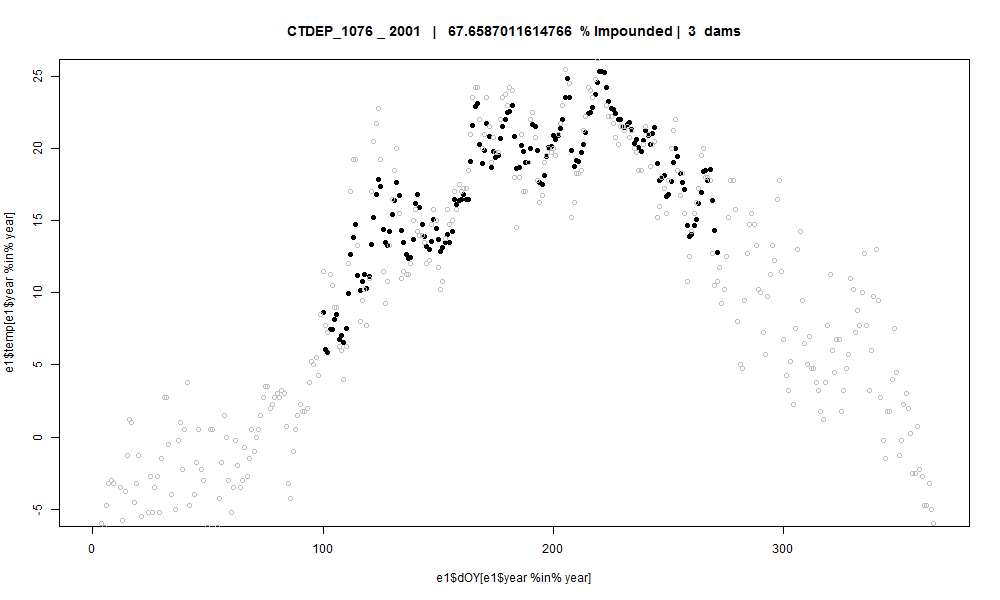 CTDEP_1076 _ 2001 | 67.6587011614766 % Impounded | 3 dams
e1$temp[e1$year %in% year]
25
20
15
10
5
0
-5
0 100 200 300
e1$dOY[e1$year %in% year]